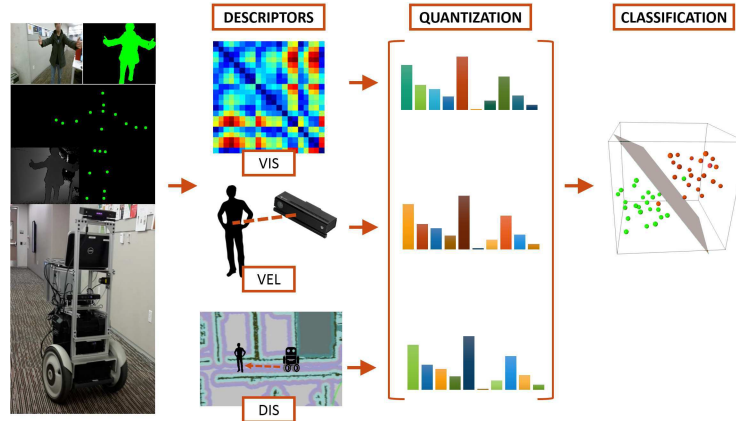 DESCRIPTORS
QUANTIZATION
CLASSIFICATION
VIS
VEL
DIS